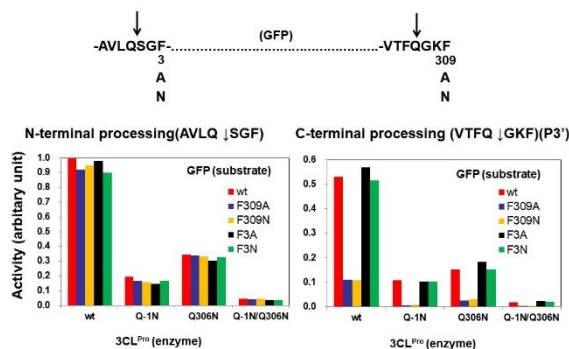 (GFP)
-AVLQSGF-..........................................-VTFQGKF
3 309
A A
N N
N-terminal processing(AVLQ ↓SGF)
Activity (arbitary unit)
1.0
0.9
0.8
0.7
0.6
0.5
0.4
0.3
0.2
0.1
0.0
GFP (substrate)
wt
F309A
F309N
F3A
F3N
wt Q-1N Q306N Q-1N/Q306N
3CLPro (enzyme)
C-terminal processing (VTFQ ↓GKF)(P3')
0.6
0.5
0.4
0.3
0.2
0.1
0.0
GFP (substrate)
wt
F309A
F309N
F3A
F3N
wt Q-1N Q306N Q-1N/Q306N
3CLPro (enzyme)